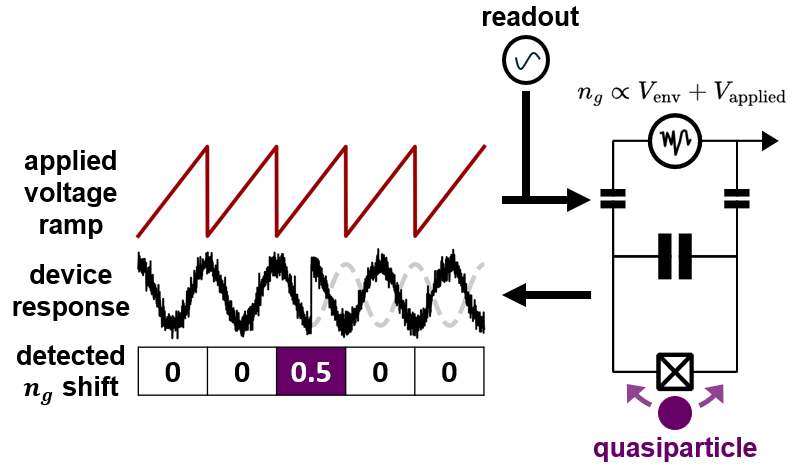 readout
n_g ∝ V_env + V_applied
applied
voltage
ramp
device
response
detected
n_g shift
0 0 0.5 0 0
quasiparticle